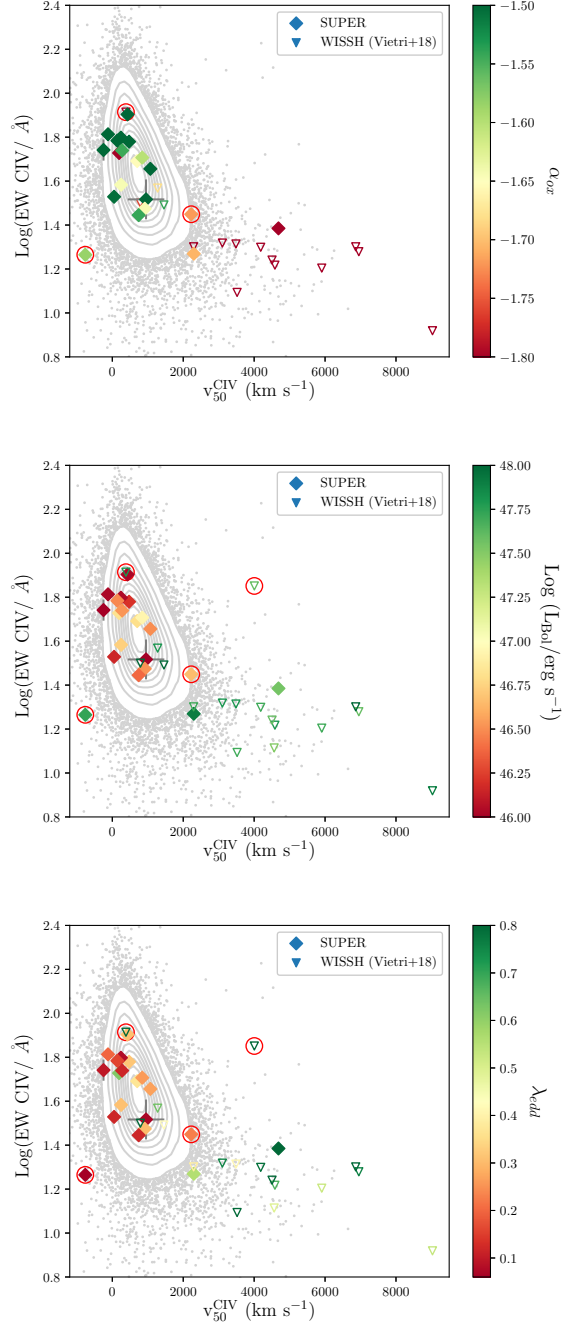 2.4
2.2
2.0
1.8
1.6
1.4
1.2
1.0
0.8
Log(EW CIV/ Å)
SUPER
WISSH (Vietri+18)
0 2000 4000 6000 8000
v₅₀^CIV (km s⁻¹)
−1.50
−1.55
−1.60
−1.65
−1.70
−1.75
−1.80
α_ox
2.4
2.2
2.0
1.8
1.6
1.4
1.2
1.0
0.8
Log(EW CIV/ Å)
SUPER
WISSH (Vietri+18)
0 2000 4000 6000 8000
v₅₀^CIV (km s⁻¹)
48.00
47.75
47.50
47.25
47.00
46.75
46.50
46.25
46.00
Log (L_Bol/erg s⁻¹)
2.4
2.2
2.0
1.8
1.6
1.4
1.2
1.0
0.8
Log(EW CIV/ Å)
SUPER
WISSH (Vietri+18)
0 2000 4000 6000 8000
v₅₀^CIV (km s⁻¹)
0.8
0.7
0.6
0.5
0.4
0.3
0.2
0.1
λ_edd